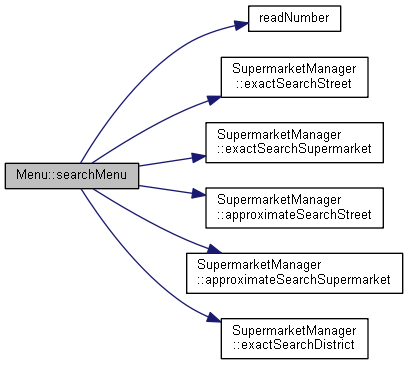 readNumber
SupermarketManager
::exactSearchStreet
SupermarketManager
::exactSearchSupermarket
Menu::searchMenu
SupermarketManager
::approximateSearchStreet
SupermarketManager
::approximateSearchSupermarket
SupermarketManager
::exactSearchDistrict